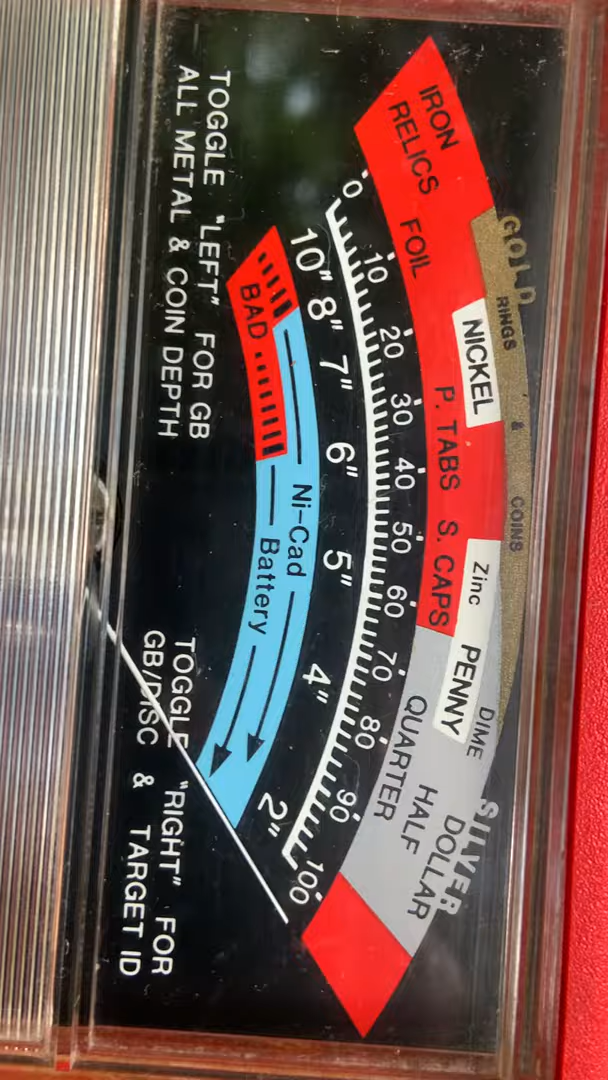 GOLD
RINGS & COINS
SILVER
IRON RELICS
FOIL
NICKEL
P. TABS
S. CAPS
Zinc PENNY
DIME
QUARTER
HALF
DOLLAR
0 10 20 30 40 50 60 70 80 90 100
10" 8" 7" 6" 5" 4" 2"
BAD
Ni-Cad
Battery
TOGGLE "LEFT" FOR GB
ALL METAL & COIN DEPTH
TOGGLE "RIGHT" FOR
GB/DISC & TARGET ID